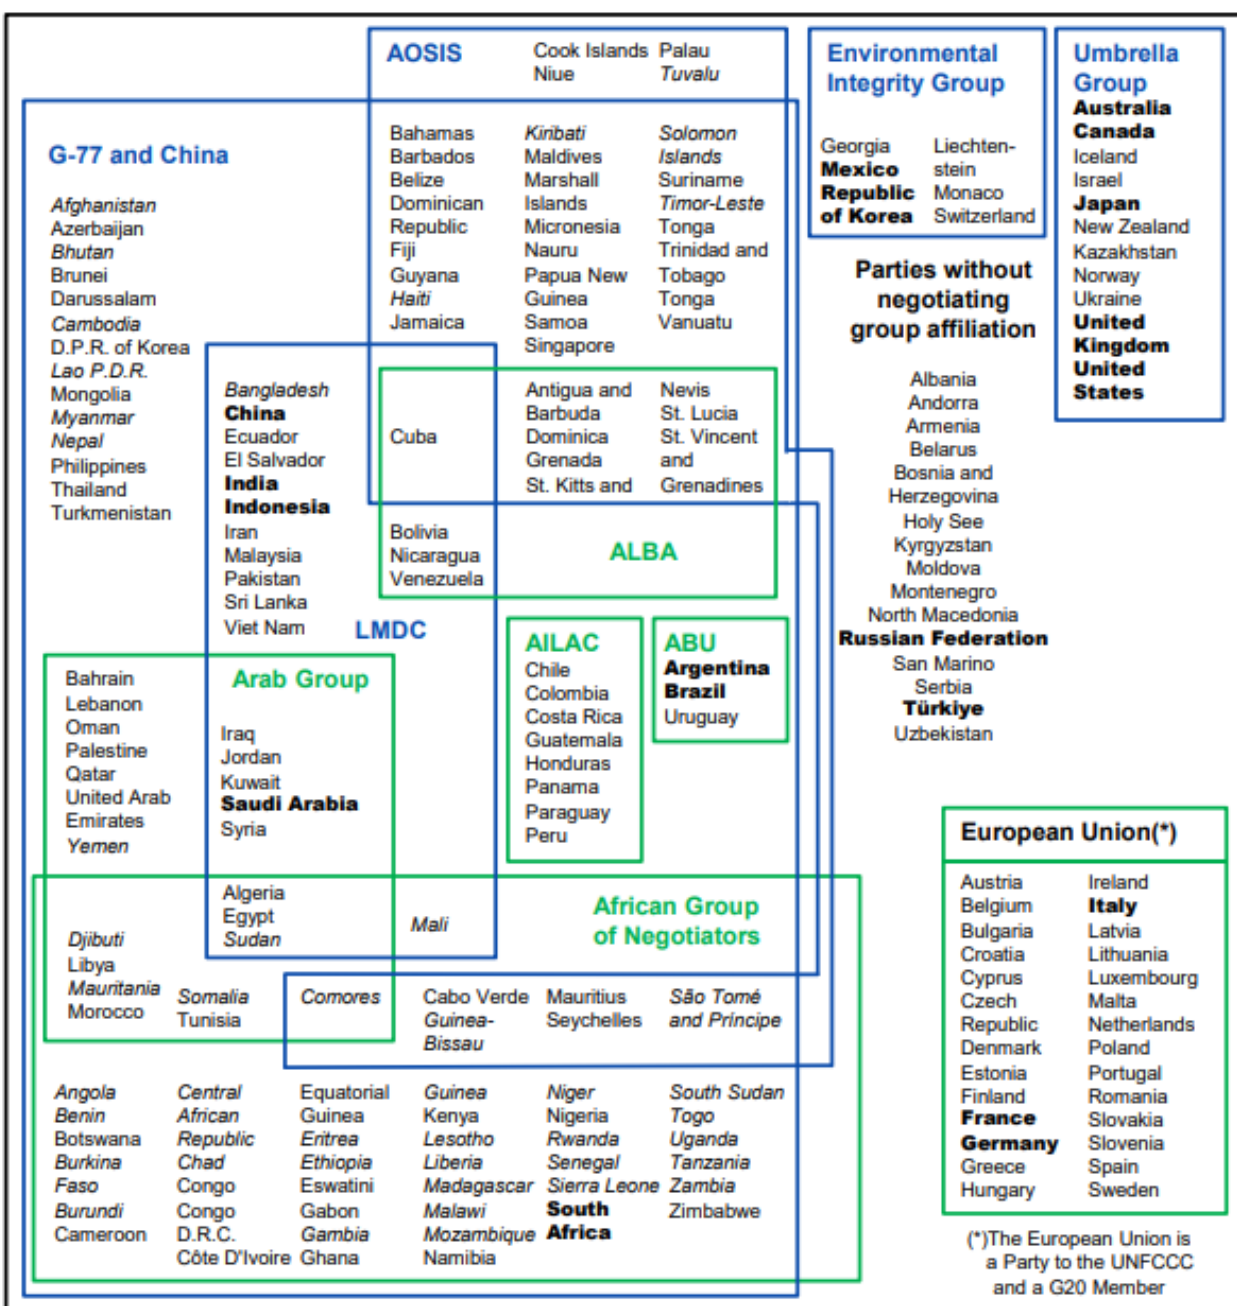 AOSIS
Cook Islands Palau
Niue Tuvalu
G-77 and China
Afghanistan
Azerbaijan
Bhutan
Brunei
Darussalam
Cambodia
D.P.R. of Korea
Lao P.D.R.
Mongolia
Myanmar
Nepal
Philippines
Thailand
Turkmenistan
Bahamas
Barbados
Belize
Dominican
Republic
Fiji
Guyana
Haiti
Jamaica
Kiribati
Maldives
Marshall
Islands
Micronesia
Nauru
Papua New
Guinea
Samoa
Singapore
Solomon
Islands
Suriname
Timor-Leste
Tonga
Trinidad and
Tobago
Tonga
Vanuatu
Bangladesh
China
Ecuador
El Salvador
India
Indonesia
Iran
Malaysia
Pakistan
Sri Lanka
Viet Nam
LMDC
Cuba
Antigua and
Barbuda
Dominica
Grenada
St. Kitts and
Nevis
St. Lucia
St. Vincent
and
Grenadines
Bolivia
Nicaragua
Venezuela
ALBA
AILAC
Chile
Colombia
Costa Rica
Guatemala
Honduras
Panama
Paraguay
Peru
ABU
Argentina
Brazil
Uruguay
Arab Group
Bahrain
Lebanon
Oman
Palestine
Qatar
United Arab
Emirates
Yemen
Iraq
Jordan
Kuwait
Saudi Arabia
Syria
Algeria
Egypt
Sudan
Mali
African Group
of Negotiators
Djibuti
Libya
Mauritania
Morocco
Somalia
Tunisia
Comores
Cabo Verde
Guinea-
Bissau
Mauritius
Seychelles
São Tomé
and Príncipe
Angola
Benin
Botswana
Burkina
Faso
Burundi
Cameroon
Central
African
Republic
Chad
Congo
Congo
D.R.C.
Côte D'Ivoire
Equatorial
Guinea
Eritrea
Ethiopia
Eswatini
Gabon
Gambia
Ghana
Guinea
Kenya
Lesotho
Liberia
Madagascar
Malawi
Mozambique
Namibia
Niger
Nigeria
Rwanda
Senegal
Sierra Leone
South
Africa
South Sudan
Togo
Uganda
Tanzania
Zambia
Zimbabwe
Environmental
Integrity Group
Georgia
Mexico
Republic
of Korea
Liechten-
stein
Monaco
Switzerland
Umbrella
Group
Australia
Canada
Iceland
Israel
Japan
New Zealand
Kazakhstan
Norway
Ukraine
United
Kingdom
United
States
Parties without
negotiating
group affiliation
Albania
Andorra
Armenia
Belarus
Bosnia and
Herzegovina
Holy See
Kyrgyzstan
Moldova
Montenegro
North Macedonia
Russian Federation
San Marino
Serbia
Türkiye
Uzbekistan
European Union(*)
Austria
Belgium
Bulgaria
Croatia
Cyprus
Czech
Republic
Denmark
Estonia
Finland
France
Germany
Greece
Hungary
Ireland
Italy
Latvia
Lithuania
Luxembourg
Malta
Netherlands
Poland
Portugal
Romania
Slovakia
Slovenia
Spain
Sweden
(*)The European Union is
a Party to the UNFCCC
and a G20 Member